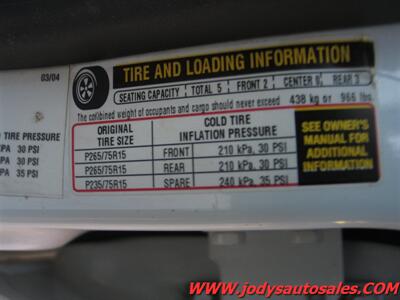 03/04
TIRE AND LOADING INFORMATION
SEATING CAPACITY TOTAL 5 FRONT 2 CENTER 0 REAR 3
The combined weight of occupants and cargo should never exceed 438 kg or 966 lbs
ORIGINAL TIRE SIZE
COLD TIRE INFLATION PRESSURE
P265/75R15 FRONT 210 kPa, 30 PSI
P265/75R15 REAR 210 kPa, 30 PSI
P235/75R15 SPARE 240 kPa, 35 PSI
SEE OWNER'S
MANUAL FOR
ADDITIONAL
INFORMATION
TIRE PRESSURE
PA 30 PSI
PA 30 PSI
PA 35 PSI
www.jodysautosales.COM